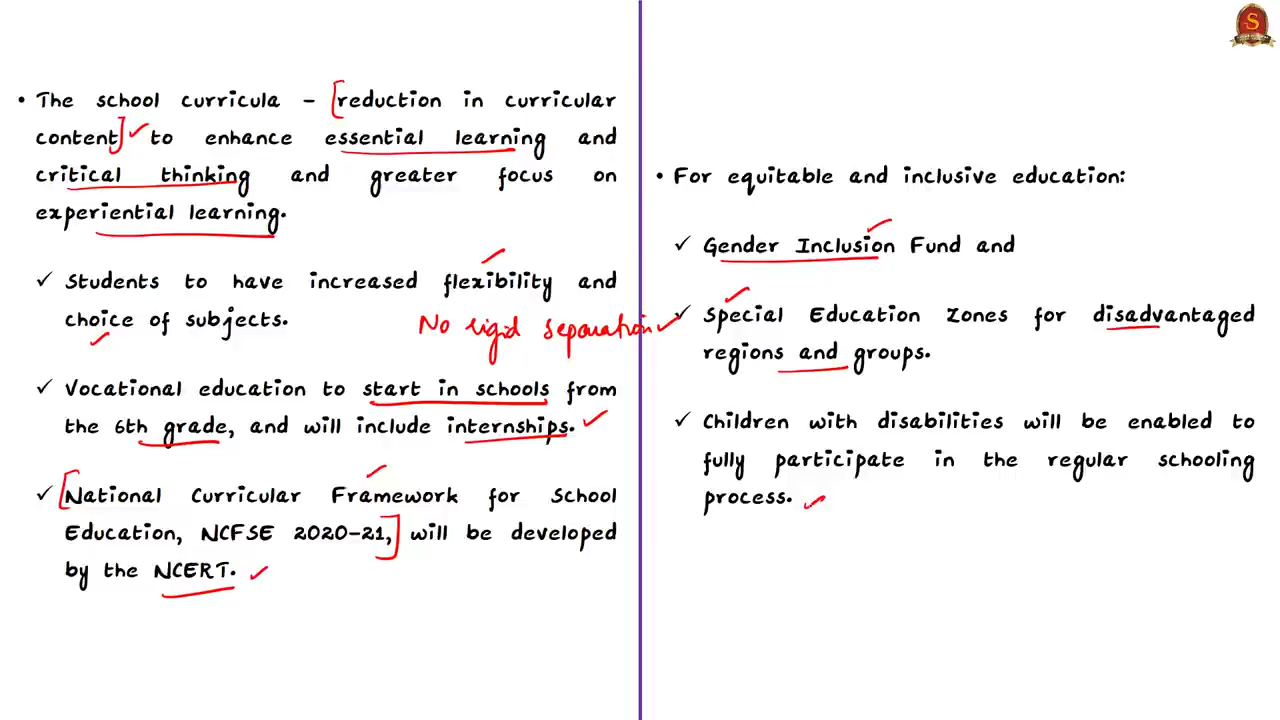 • The school curricula – [reduction in curricular
content] to enhance essential learning and
critical thinking and greater focus on
experiential learning.
✓ Students to have increased flexibility and
choice of subjects.
No rigid separation
✓ Vocational education to start in schools from
the 6th grade, and will include internships.
✓ [National Curricular Framework for School
Education, NCFSE 2020-21,] will be developed
by the NCERT.
• For equitable and inclusive education:
✓ Gender Inclusion Fund and
✓ Special Education Zones for disadvantaged
regions and groups.
✓ Children with disabilities will be enabled to
fully participate in the regular schooling
process.
S